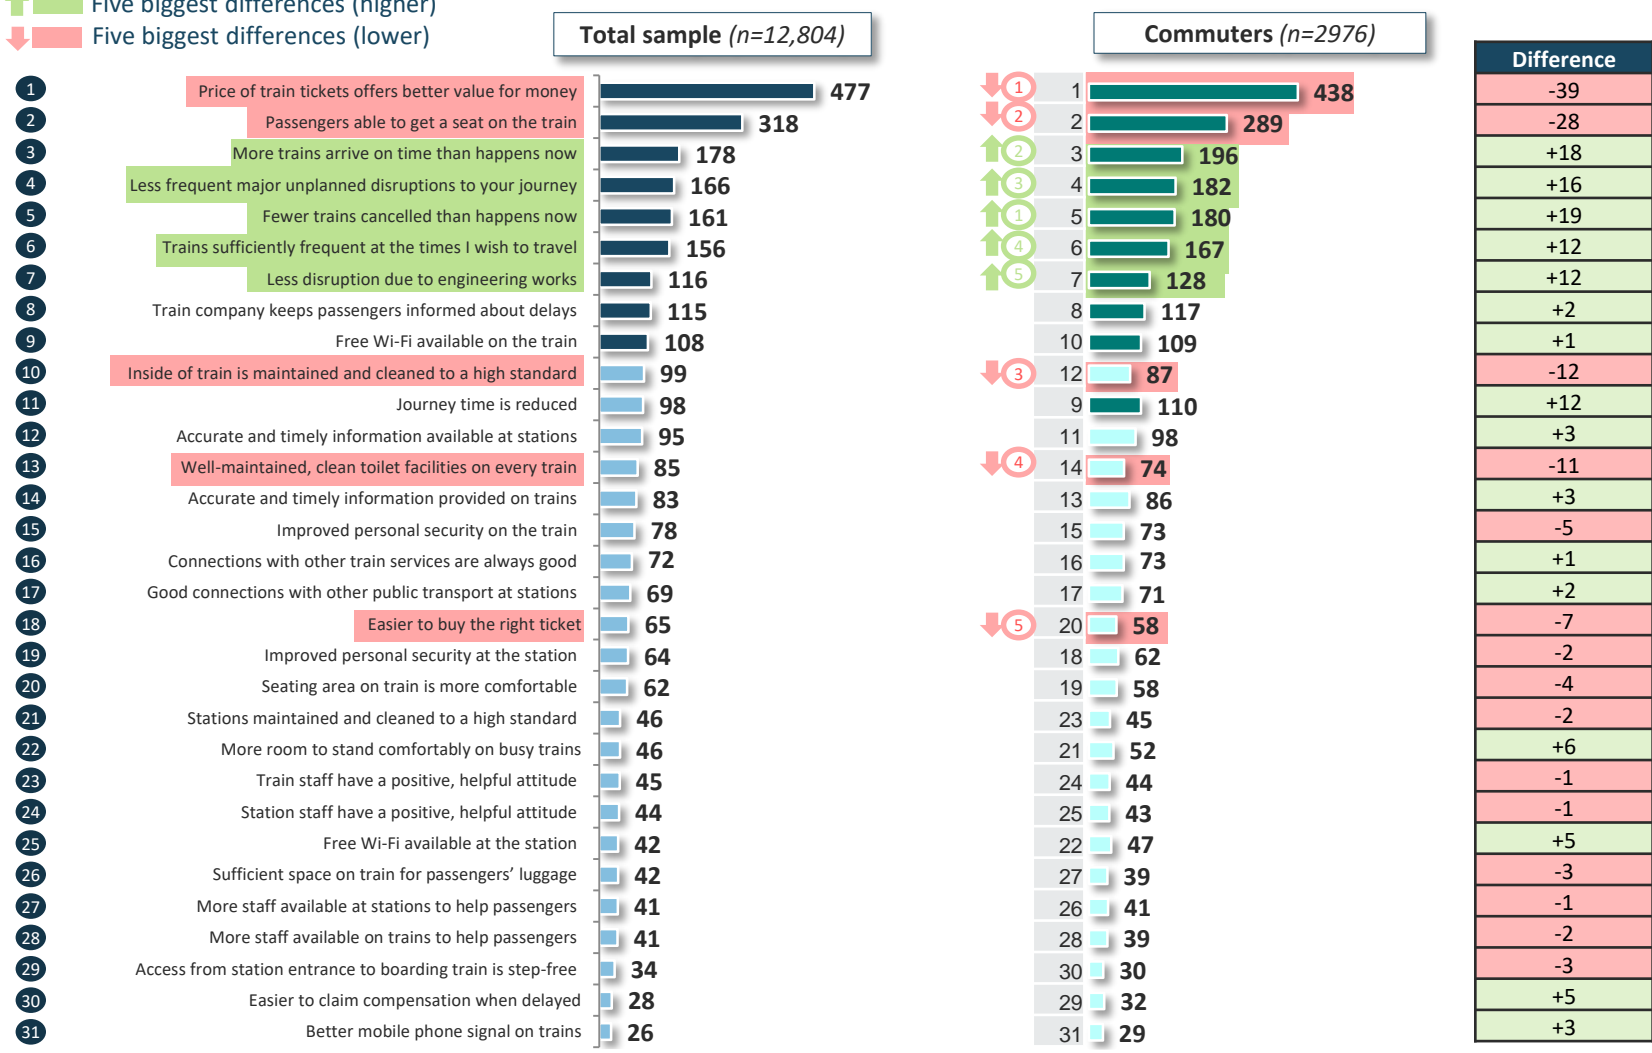 Five biggest differences (higher)
Five biggest differences (lower)
Total sample (n=12,804)
Commuters (n=2976)
Difference
1 Price of train tickets offers better value for money 477 1 1 438 -39
2 Passengers able to get a seat on the train 318 2 2 289 -28
3 More trains arrive on time than happens now 178 2 3 196 +18
4 Less frequent major unplanned disruptions to your journey 166 3 4 182 +16
5 Fewer trains cancelled than happens now 161 1 5 180 +19
6 Trains sufficiently frequent at the times I wish to travel 156 4 6 167 +12
7 Less disruption due to engineering works 116 5 7 128 +12
8 Train company keeps passengers informed about delays 115 8 117 +2
9 Free Wi-Fi available on the train 108 10 109 +1
10 Inside of train is maintained and cleaned to a high standard 99 3 12 87 -12
11 Journey time is reduced 98 9 110 +12
12 Accurate and timely information available at stations 95 11 98 +3
13 Well-maintained, clean toilet facilities on every train 85 4 14 74 -11
14 Accurate and timely information provided on trains 83 13 86 +3
15 Improved personal security on the train 78 15 73 -5
16 Connections with other train services are always good 72 16 73 +1
17 Good connections with other public transport at stations 69 17 71 +2
18 Easier to buy the right ticket 65 5 20 58 -7
19 Improved personal security at the station 64 18 62 -2
20 Seating area on train is more comfortable 62 19 58 -4
21 Stations maintained and cleaned to a high standard 46 23 45 -2
22 More room to stand comfortably on busy trains 46 21 52 +6
23 Train staff have a positive, helpful attitude 45 24 44 -1
24 Station staff have a positive, helpful attitude 44 25 43 -1
25 Free Wi-Fi available at the station 42 22 47 +5
26 Sufficient space on train for passengers’ luggage 42 27 39 -3
27 More staff available at stations to help passengers 41 26 41 -1
28 More staff available on trains to help passengers 41 28 39 -2
29 Access from station entrance to boarding train is step-free 34 30 30 -3
30 Easier to claim compensation when delayed 28 29 32 +5
31 Better mobile phone signal on trains 26 31 29 +3